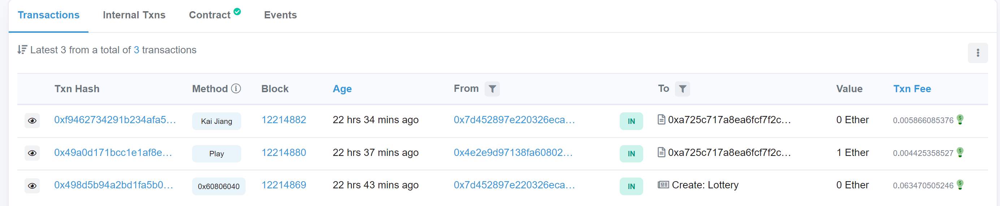 Transactions Internal Txns Contract Events
Latest 3 from a total of 3 transactions
Txn Hash Method Block Age From To Value Txn Fee
0xf9462734291b234afa5... Kai Jiang 12214882 22 hrs 34 mins ago 0x7d452897e220326eca... IN 0xa725c717a8ea6fcf7f2c... 0 Ether 0.005866085376
0x49a0d171bcc1e1af8e... Play 12214880 22 hrs 37 mins ago 0x4e2e9d97138fa60802... IN 0xa725c717a8ea6fcf7f2c... 1 Ether 0.004425358527
0x498d5b94a2bd1fa5b0... 0x60806040 12214869 22 hrs 43 mins ago 0x7d452897e220326eca... IN Create: Lottery 0 Ether 0.063470505246